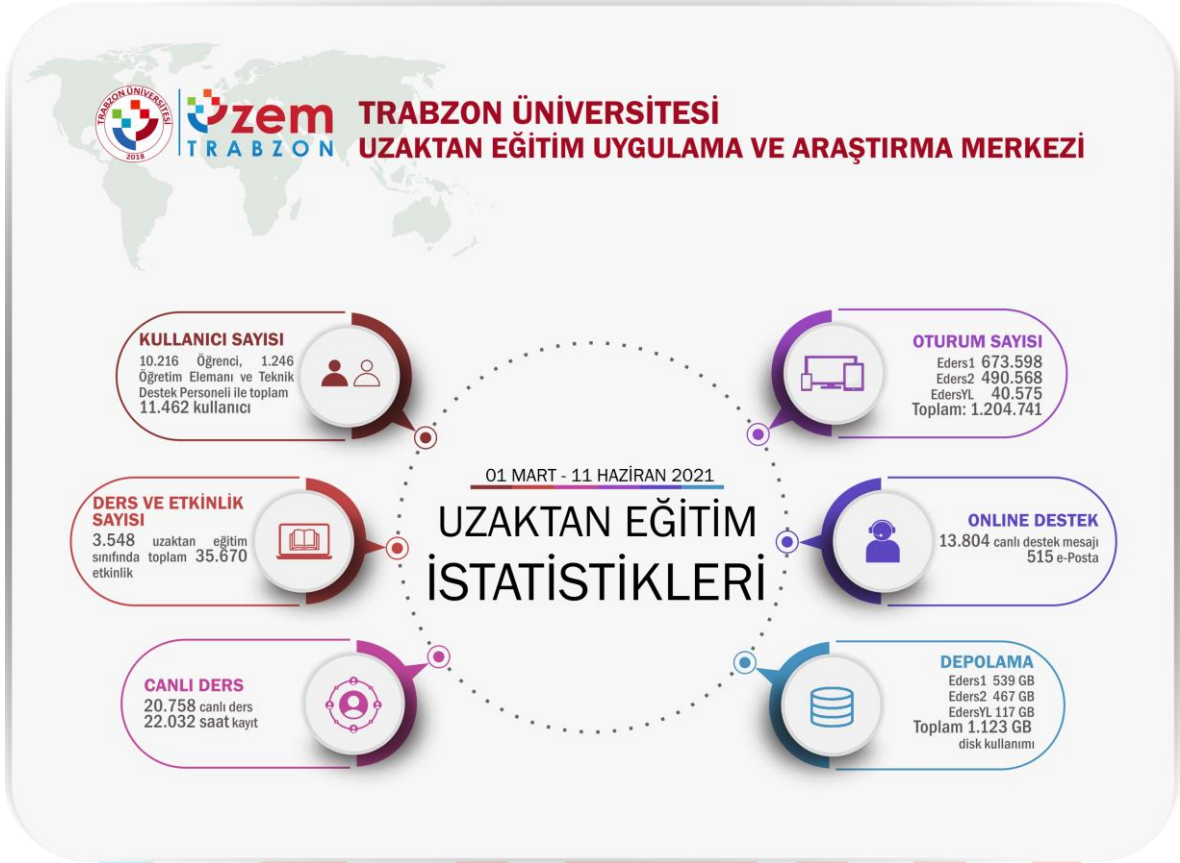 TRABZON ÜNİVERSİTESİ
2018
üzem
TRABZON
TRABZON ÜNİVERSİTESİ
UZAKTAN EĞİTİM UYGULAMA VE ARAŞTIRMA MERKEZİ
KULLANICI SAYISI
10.216 Öğrenci, 1.246
Öğretim Elemanı ve Teknik
Destek Personeli ile toplam
11.462 kullanıcı
DERS VE ETKİNLİK
SAYISI
3.548 uzaktan eğitim
sınıfında toplam 35.670
etkinlik
CANLI DERS
20.758 canlı ders
22.032 saat kayıt
01 MART - 11 HAZİRAN 2021
UZAKTAN EĞİTİM
İSTATİSTİKLERİ
OTURUM SAYISI
Eders1 673.598
Eders2 490.568
EdersYL 40.575
Toplam: 1.204.741
ONLINE DESTEK
13.804 canlı destek mesajı
515 e-Posta
DEPOLAMA
Eders1 539 GB
Eders2 467 GB
EdersYL 117 GB
Toplam 1.123 GB
disk kullanımı